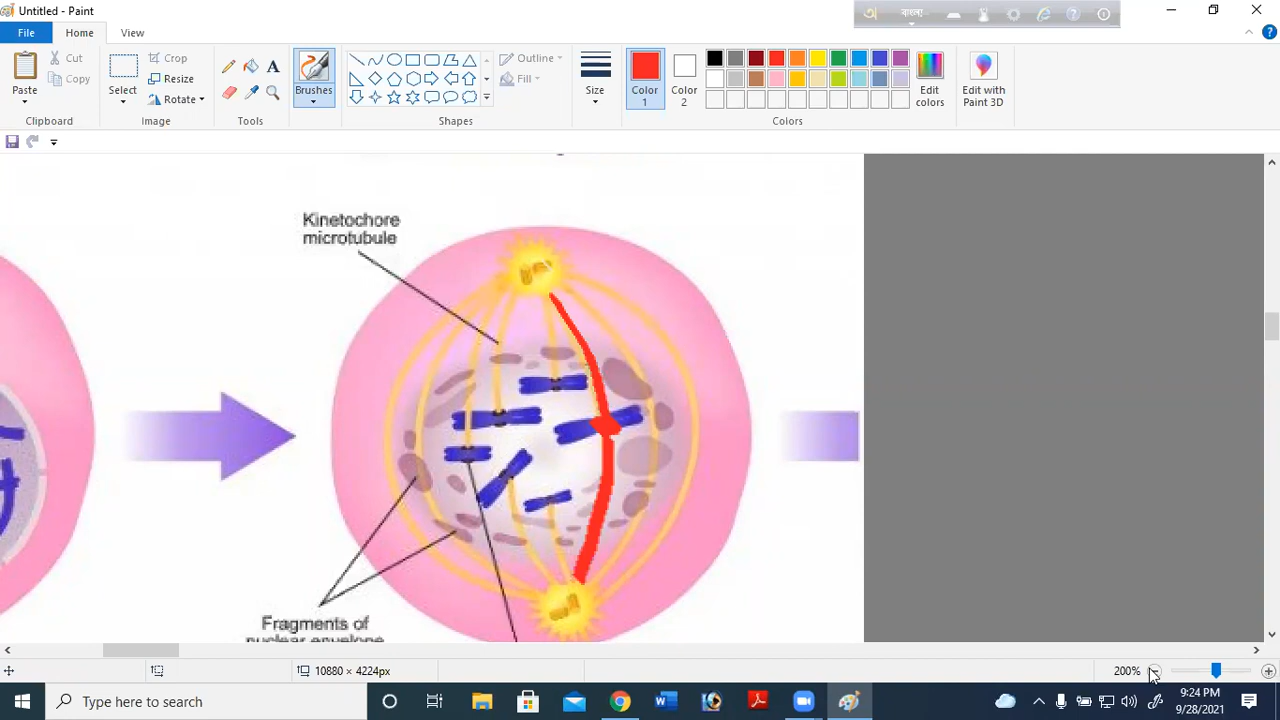 Untitled - Paint
বাংলা
File
Home
View
Paste
Cut
Copy
Clipboard
Select
Crop
Resize
Rotate
Image
A
Tools
Brushes
Outline
Fill
Shapes
Size
Color
1
Color
2
Edit
colors
Colors
Edit with
Paint 3D
Kinetochore
microtubule
Fragments of
nuclear envelope
10880 × 4224px
200%
Type here to search
9:24 PM
9/28/2021